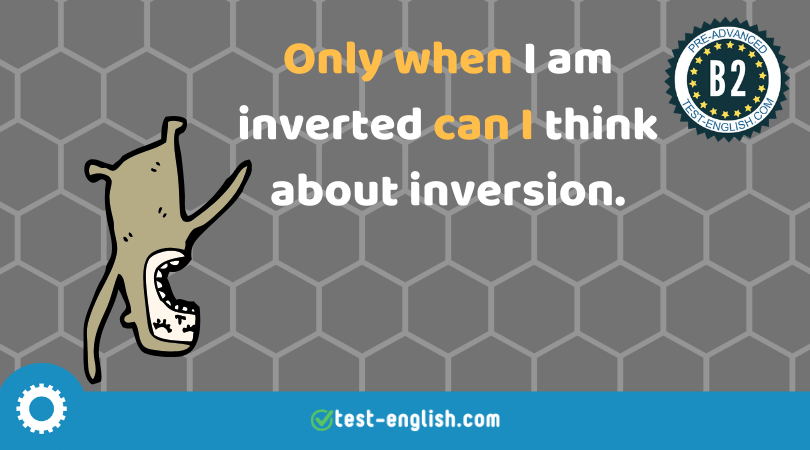 Only when I am
inverted can I think
about inversion.
PRE-ADVANCED
B2
TEST-ENGLISH.COM
test-english.com